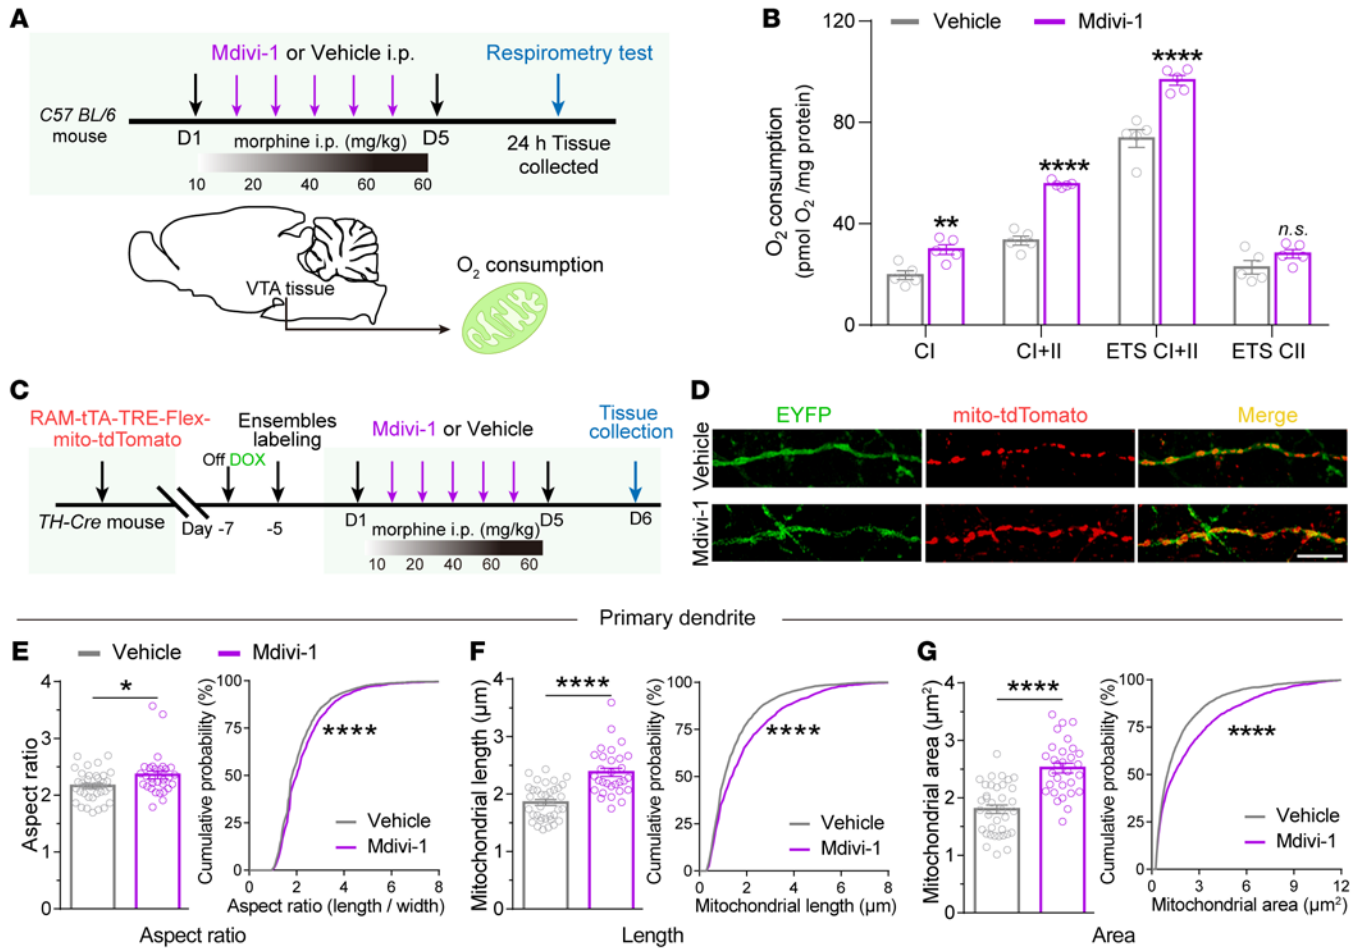 A
Mdivi-1 or Vehicle i.p.
Respirometry test
C57 BL/6
mouse
D1
morphine i.p. (mg/kg)
D5
24 h Tissue
collected
10 20 40 60 60
VTA tissue
O2 consumption
B
Vehicle Mdivi-1
O2 consumption
(pmol O2 /mg protein)
120
80
40
0
**
****
****
n.s.
CI CI+II ETS CI+II ETS CII
C
RAM-tTA-TRE-Flex-
mito-tdTomato
Ensembles
labeling
Off DOX
Mdivi-1 or Vehicle
Tissue
collection
TH-Cre mouse
Day -7 -5
D1
morphine i.p. (mg/kg)
D5
D6
10 20 40 60 60
D
EYFP mito-tdTomato Merge
Vehicle
Mdivi-1
Primary dendrite
E
Vehicle Mdivi-1
Aspect ratio
4
3
2
1
0
*
Aspect ratio
Cumulative probability (%)
100
75
50
25
0
****
Vehicle
Mdivi-1
0 2 4 6 8
Aspect ratio (length / width)
F
Mitochondrial length (µm)
4
3
2
1
0
****
Length
Cumulative probability (%)
100
75
50
25
0
****
Vehicle
Mdivi-1
0 2 4 6 8
Mitochondrial length (µm)
G
Mitochondrial area (µm²)
4
3
2
1
0
****
Area
Cumulative probability (%)
100
75
50
25
0
****
Vehicle
Mdivi-1
0 3 6 9 12
Mitochondrial area (µm²)